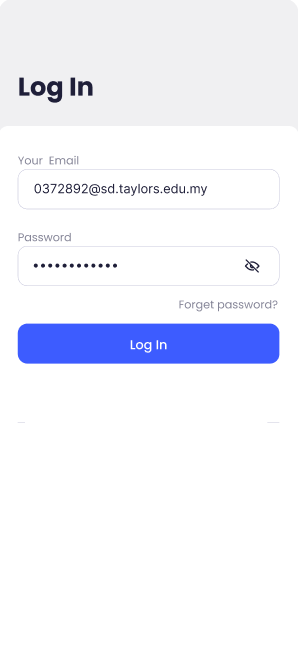 Log In
Your Email
0372892@sd.taylors.edu.my
Password
••••••••••••
Forget password?
Log In